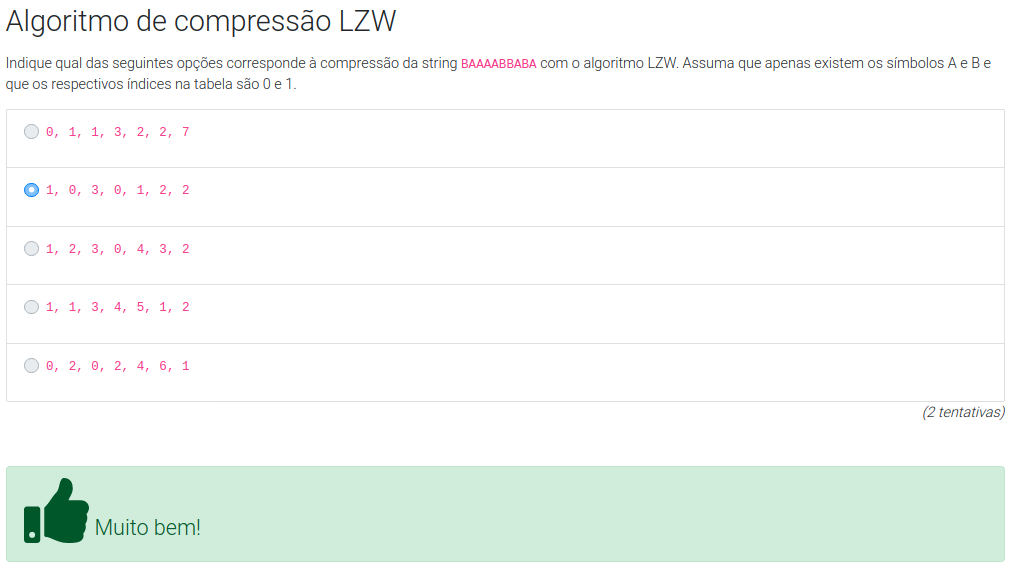 Algoritmo de compressão LZW
Indique qual das seguintes opções corresponde à compressão da string BAAAABBABA com o algoritmo LZW. Assuma que apenas existem os símbolos A e B e
que os respectivos índices na tabela são 0 e 1.
0, 1, 1, 3, 2, 2, 7
1, 0, 3, 0, 1, 2, 2
1, 2, 3, 0, 4, 3, 2
1, 1, 3, 4, 5, 1, 2
0, 2, 0, 2, 4, 6, 1
(2 tentativas)
Muito bem!